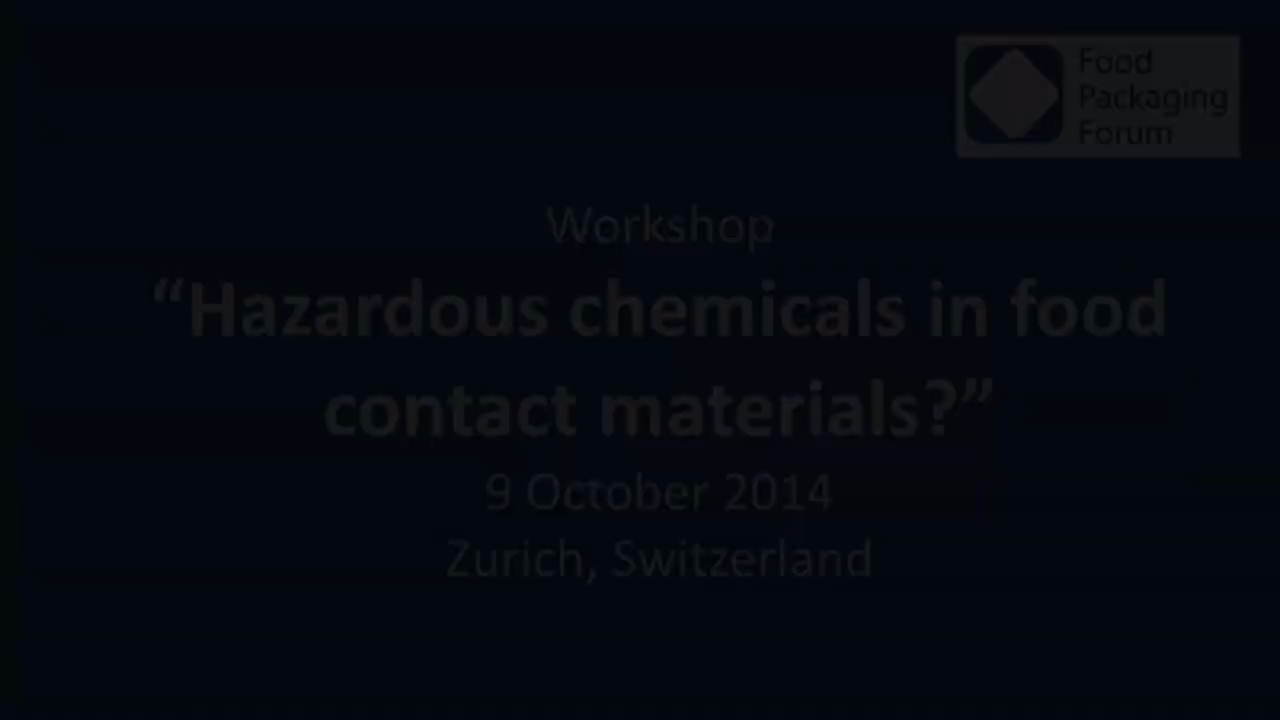 Food
Packaging
Forum
Workshop
“Hazardous chemicals in food
contact materials?”
9 October 2014
Zurich, Switzerland